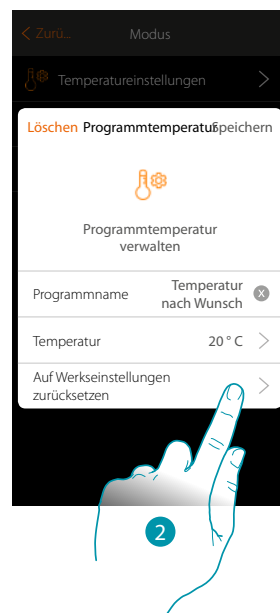 < Zurü... Modus
Temperatureinstellungen
Löschen Programmtemperatur Speichern
Programmtemperatur
verwalten
Programmname Temperatur
nach Wunsch x
Temperatur 20 ° C
Auf Werkseinstellungen
zurücksetzen
2